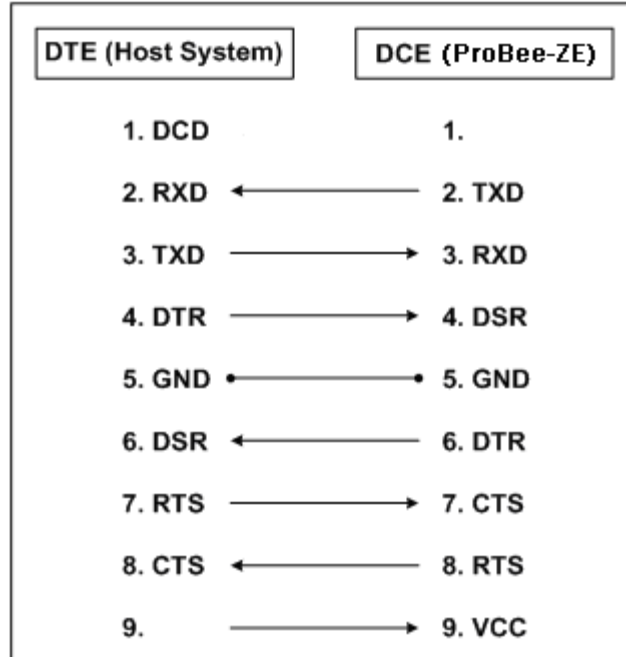 DTE (Host System) DCE (ProBee-ZE)
1. DCD 1.
2. RXD 2. TXD
3. TXD 3. RXD
4. DTR 4. DSR
5. GND 5. GND
6. DSR 6. DTR
7. RTS 7. CTS
8. CTS 8. RTS
9. 9. VCC